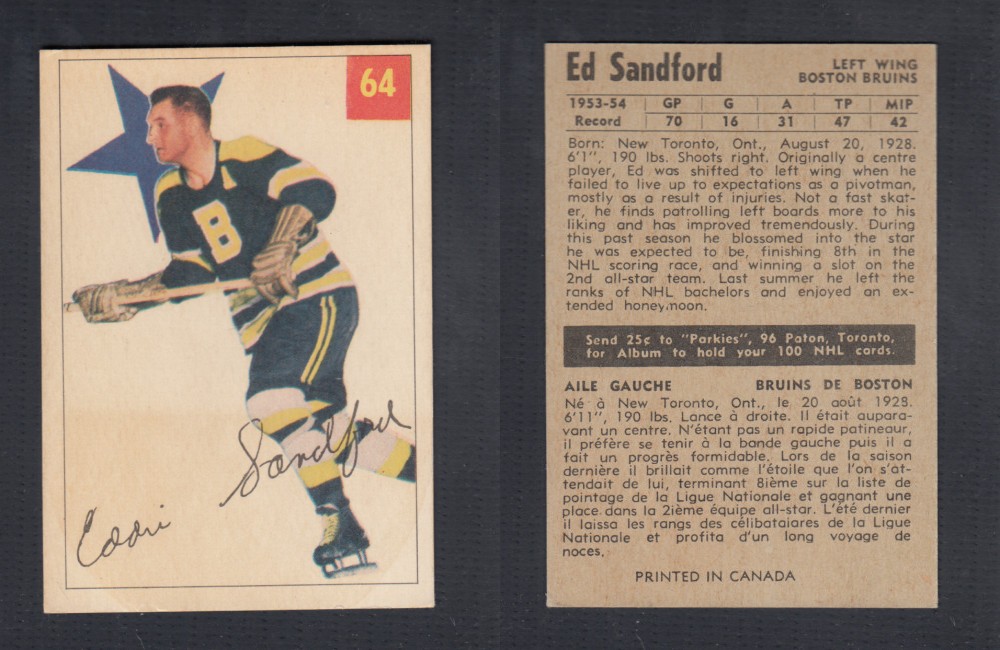 64
A
B
Eddie Sandford
Ed Sandford
LEFT WING
BOSTON BRUINS
1953-54 GP G A TP MIP
Record 70 16 31 47 42
Born: New Toronto, Ont., August 20, 1928.
6'1", 190 lbs. Shoots right. Originally a centre
player, Ed was shifted to left wing when he
failed to live up to expectations as a pivotman,
mostly as a result of injuries. Not a fast skat-
er, he finds patrolling left boards more to his
liking and has improved tremendously. During
this past season he blossomed into the star
he was expected to be, finishing 8th in the
NHL scoring race, and winning a slot on the
2nd all-star team. Last summer he left the
ranks of NHL bachelors and enjoyed an ex-
tended honeymoon.
Send 25¢ to "Parkies", 96 Paton, Toronto,
for Album to hold your 100 NHL cards.
AILE GAUCHE BRUINS DE BOSTON
Né à New Toronto, Ont., le 20 août 1928.
6'11", 190 lbs. Lance à droite. Il était aupara-
vant un centre. N'étant pas un rapide patineur,
il préfère se tenir à la bande gauche puis il a
fait un progrès formidable. Lors de la saison
dernière il brillait comme l'étoile que l'on s'at-
tendait de lui, terminant 8ième sur la liste de
pointage de la Ligue Nationale et gagnant une
place dans la 2ième équipe all-star. L'été dernier
il laissa les rangs des célibataires de la Ligue
Nationale et profita d'un long voyage de
noces.
PRINTED IN CANADA